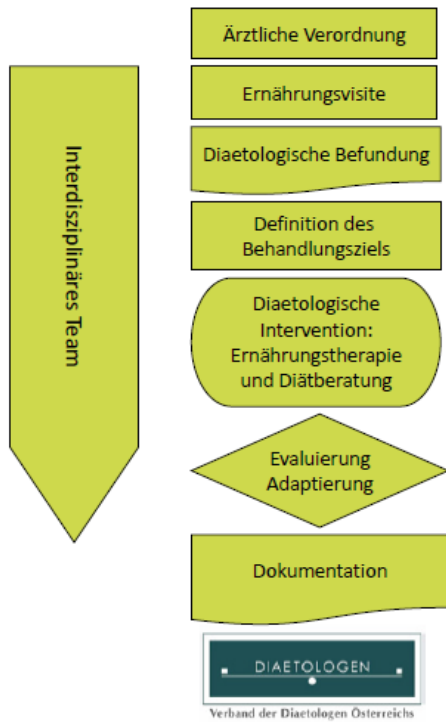 Ärztliche Verordnung
Interdisziplinäres Team
Ernährungsvisite
Diaetologische Befundung
Definition des
Behandlungsziels
Diaetologische
Intervention:
Ernährungstherapie
und Diätberatung
Evaluierung
Adaptierung
Dokumentation
DIAETOLOGEN
Verband der Diaetologen Österreichs